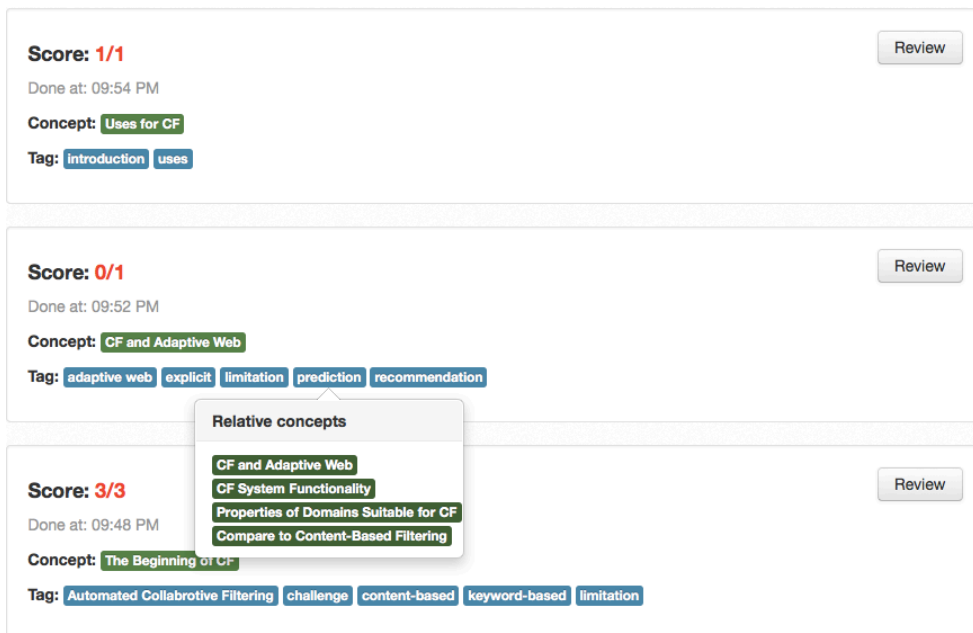 Score: 1/1
Review
Done at: 09:54 PM
Concept: Uses for CF
Tag: introduction uses
Score: 0/1
Review
Done at: 09:52 PM
Concept: CF and Adaptive Web
Tag: adaptive web explicit limitation prediction recommendation
Relative concepts
CF and Adaptive Web
CF System Functionality
Properties of Domains Suitable for CF
Compare to Content-Based Filtering
Score: 3/3
Review
Done at: 09:48 PM
Concept: The Beginning of CF
Tag: Automated Collabrotive Filtering challenge content-based keyword-based limitation